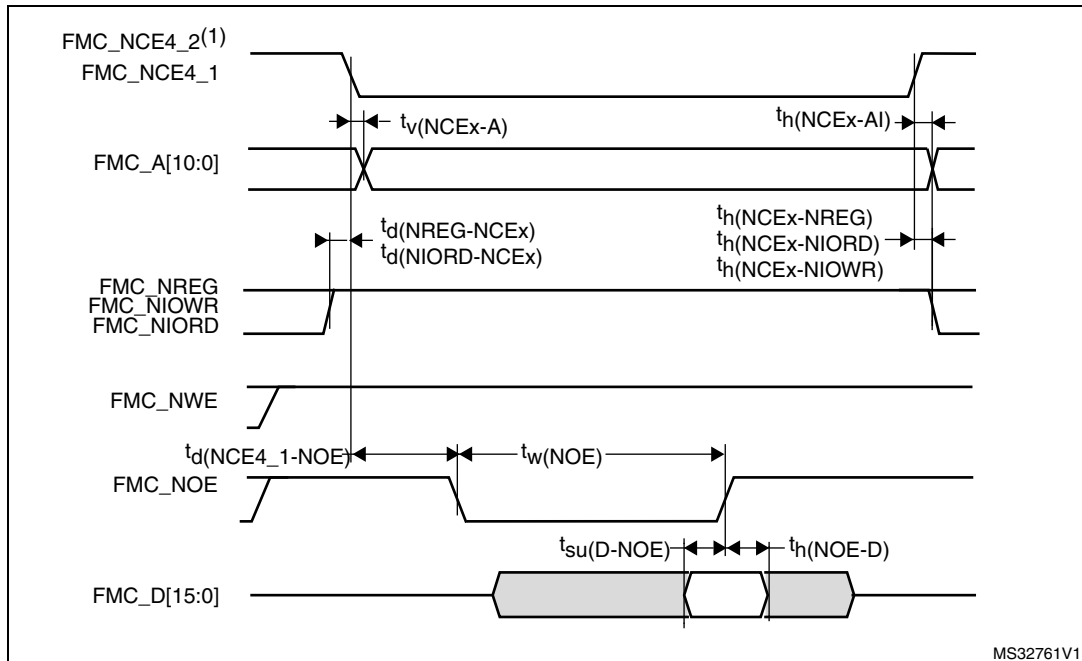 FMC_NCE4_2(1)
FMC_NCE4_1
tv(NCEx-A)
th(NCEx-AI)
FMC_A[10:0]
td(NREG-NCEx)
td(NIORD-NCEx)
th(NCEx-NREG)
th(NCEx-NIORD)
th(NCEx-NIOWR)
FMC_NREG
FMC_NIOWR
FMC_NIORD
FMC_NWE
td(NCE4_1-NOE)
tw(NOE)
FMC_NOE
tsu(D-NOE)
th(NOE-D)
FMC_D[15:0]
MS32761V1